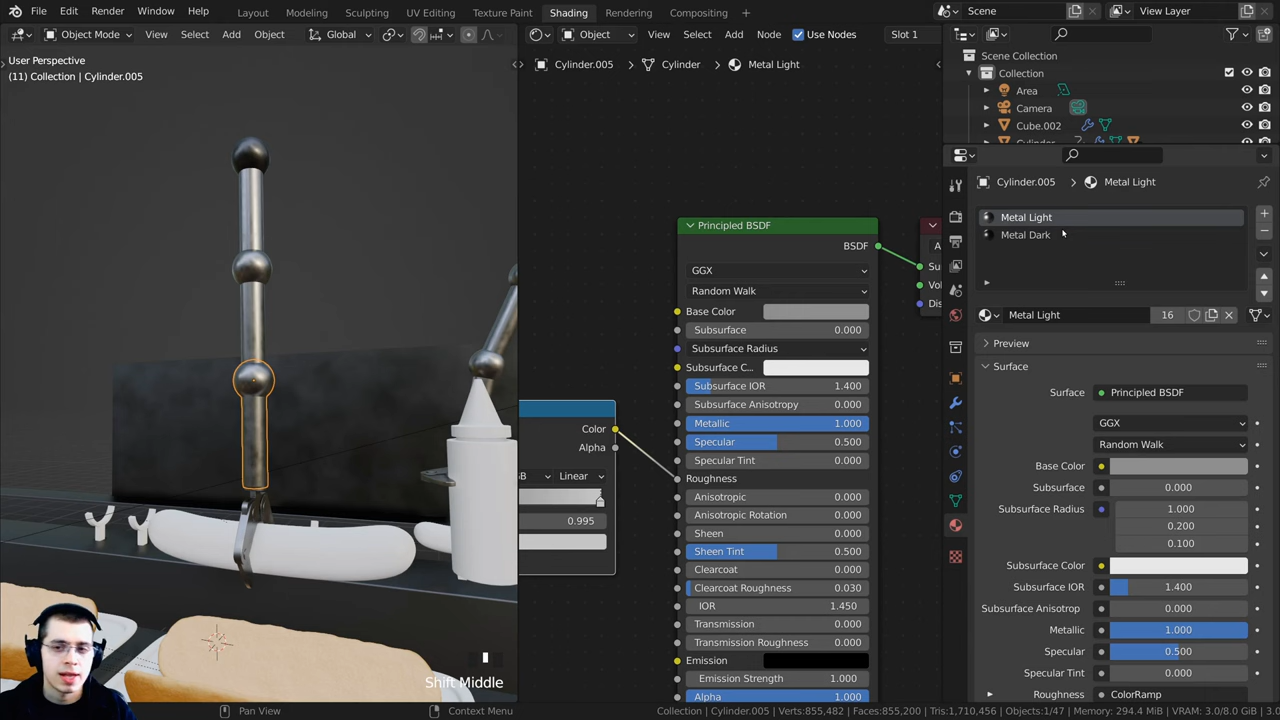 File Edit Render Window Help Layout Modeling Sculpting UV Editing Texture Paint Shading Rendering Compositing + Scene View Layer
Object Mode View Select Add Object Global
Object View Select Add Node Use Nodes Slot 1
User Perspective
(11) Collection | Cylinder.005
Cylinder.005 > Cylinder > Metal Light
Scene Collection
Collection
Area
Camera
Cube.002
Cylinder
Cylinder.005 > Metal Light
Metal Light
Metal Dark
Metal Light 16
Preview
Surface
Surface Principled BSDF
GGX
Random Walk
Base Color
Subsurface 0.000
Subsurface Radius 1.000
0.200
0.100
Subsurface Color
Subsurface IOR 1.400
Subsurface Anisotrop 0.000
Metallic 1.000
Specular 0.500
Specular Tint 0.000
Roughness ColorRamp
Principled BSDF
BSDF
GGX
Random Walk
Base Color
Subsurface 0.000
Subsurface Radius
Subsurface C...
Subsurface IOR 1.400
Subsurface Anisotropy 0.000
Metallic 1.000
Specular 0.500
Specular Tint 0.000
Roughness
Anisotropic 0.000
Anisotropic Rotation 0.000
Sheen 0.000
Sheen Tint 0.500
Clearcoat 0.000
Clearcoat Roughness 0.030
IOR 1.450
Transmission 0.000
Transmission Roughness 0.000
Emission
Emission Strength 1.000
Alpha 1.000
A
Su
Vol
Dis
Color
Alpha
GB Linear
0.995
Shift Middle
Pan View Context Menu Collection | Cylinder.005 | Verts:855,482 | Faces:855,200 | Tris:1,710,456 | Objects:1/47 | Memory: 294.4 MiB | VRAM: 3.0/8.0 GiB | 3.0